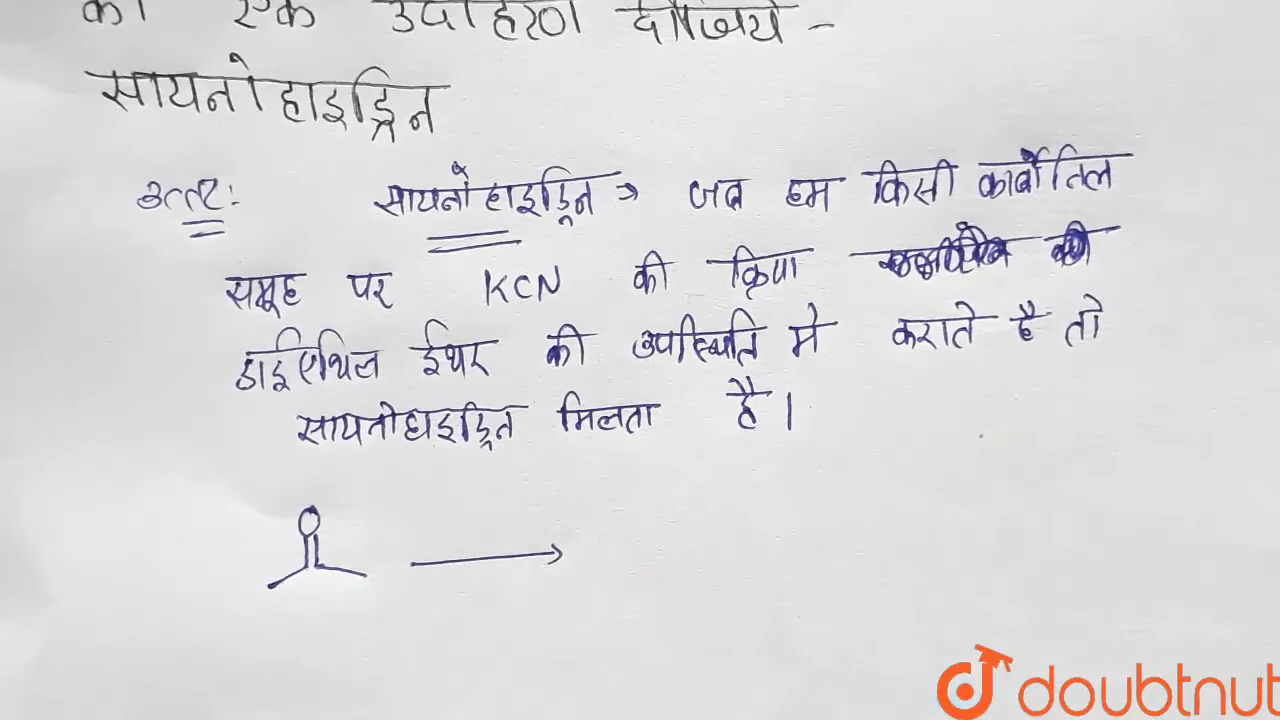 का एक उदाहरण दीजिये -
सायनोहाइड्रिन
उत्तर: सायनोहाइड्रिन → जब हम किसी कार्बोनिल
समूह पर KCN की क्रिया की
डाइएथिल ईथर की उपस्थिति मे कराते है तो
सायनोहाइड्रिन मिलता है।
O
doubtnut